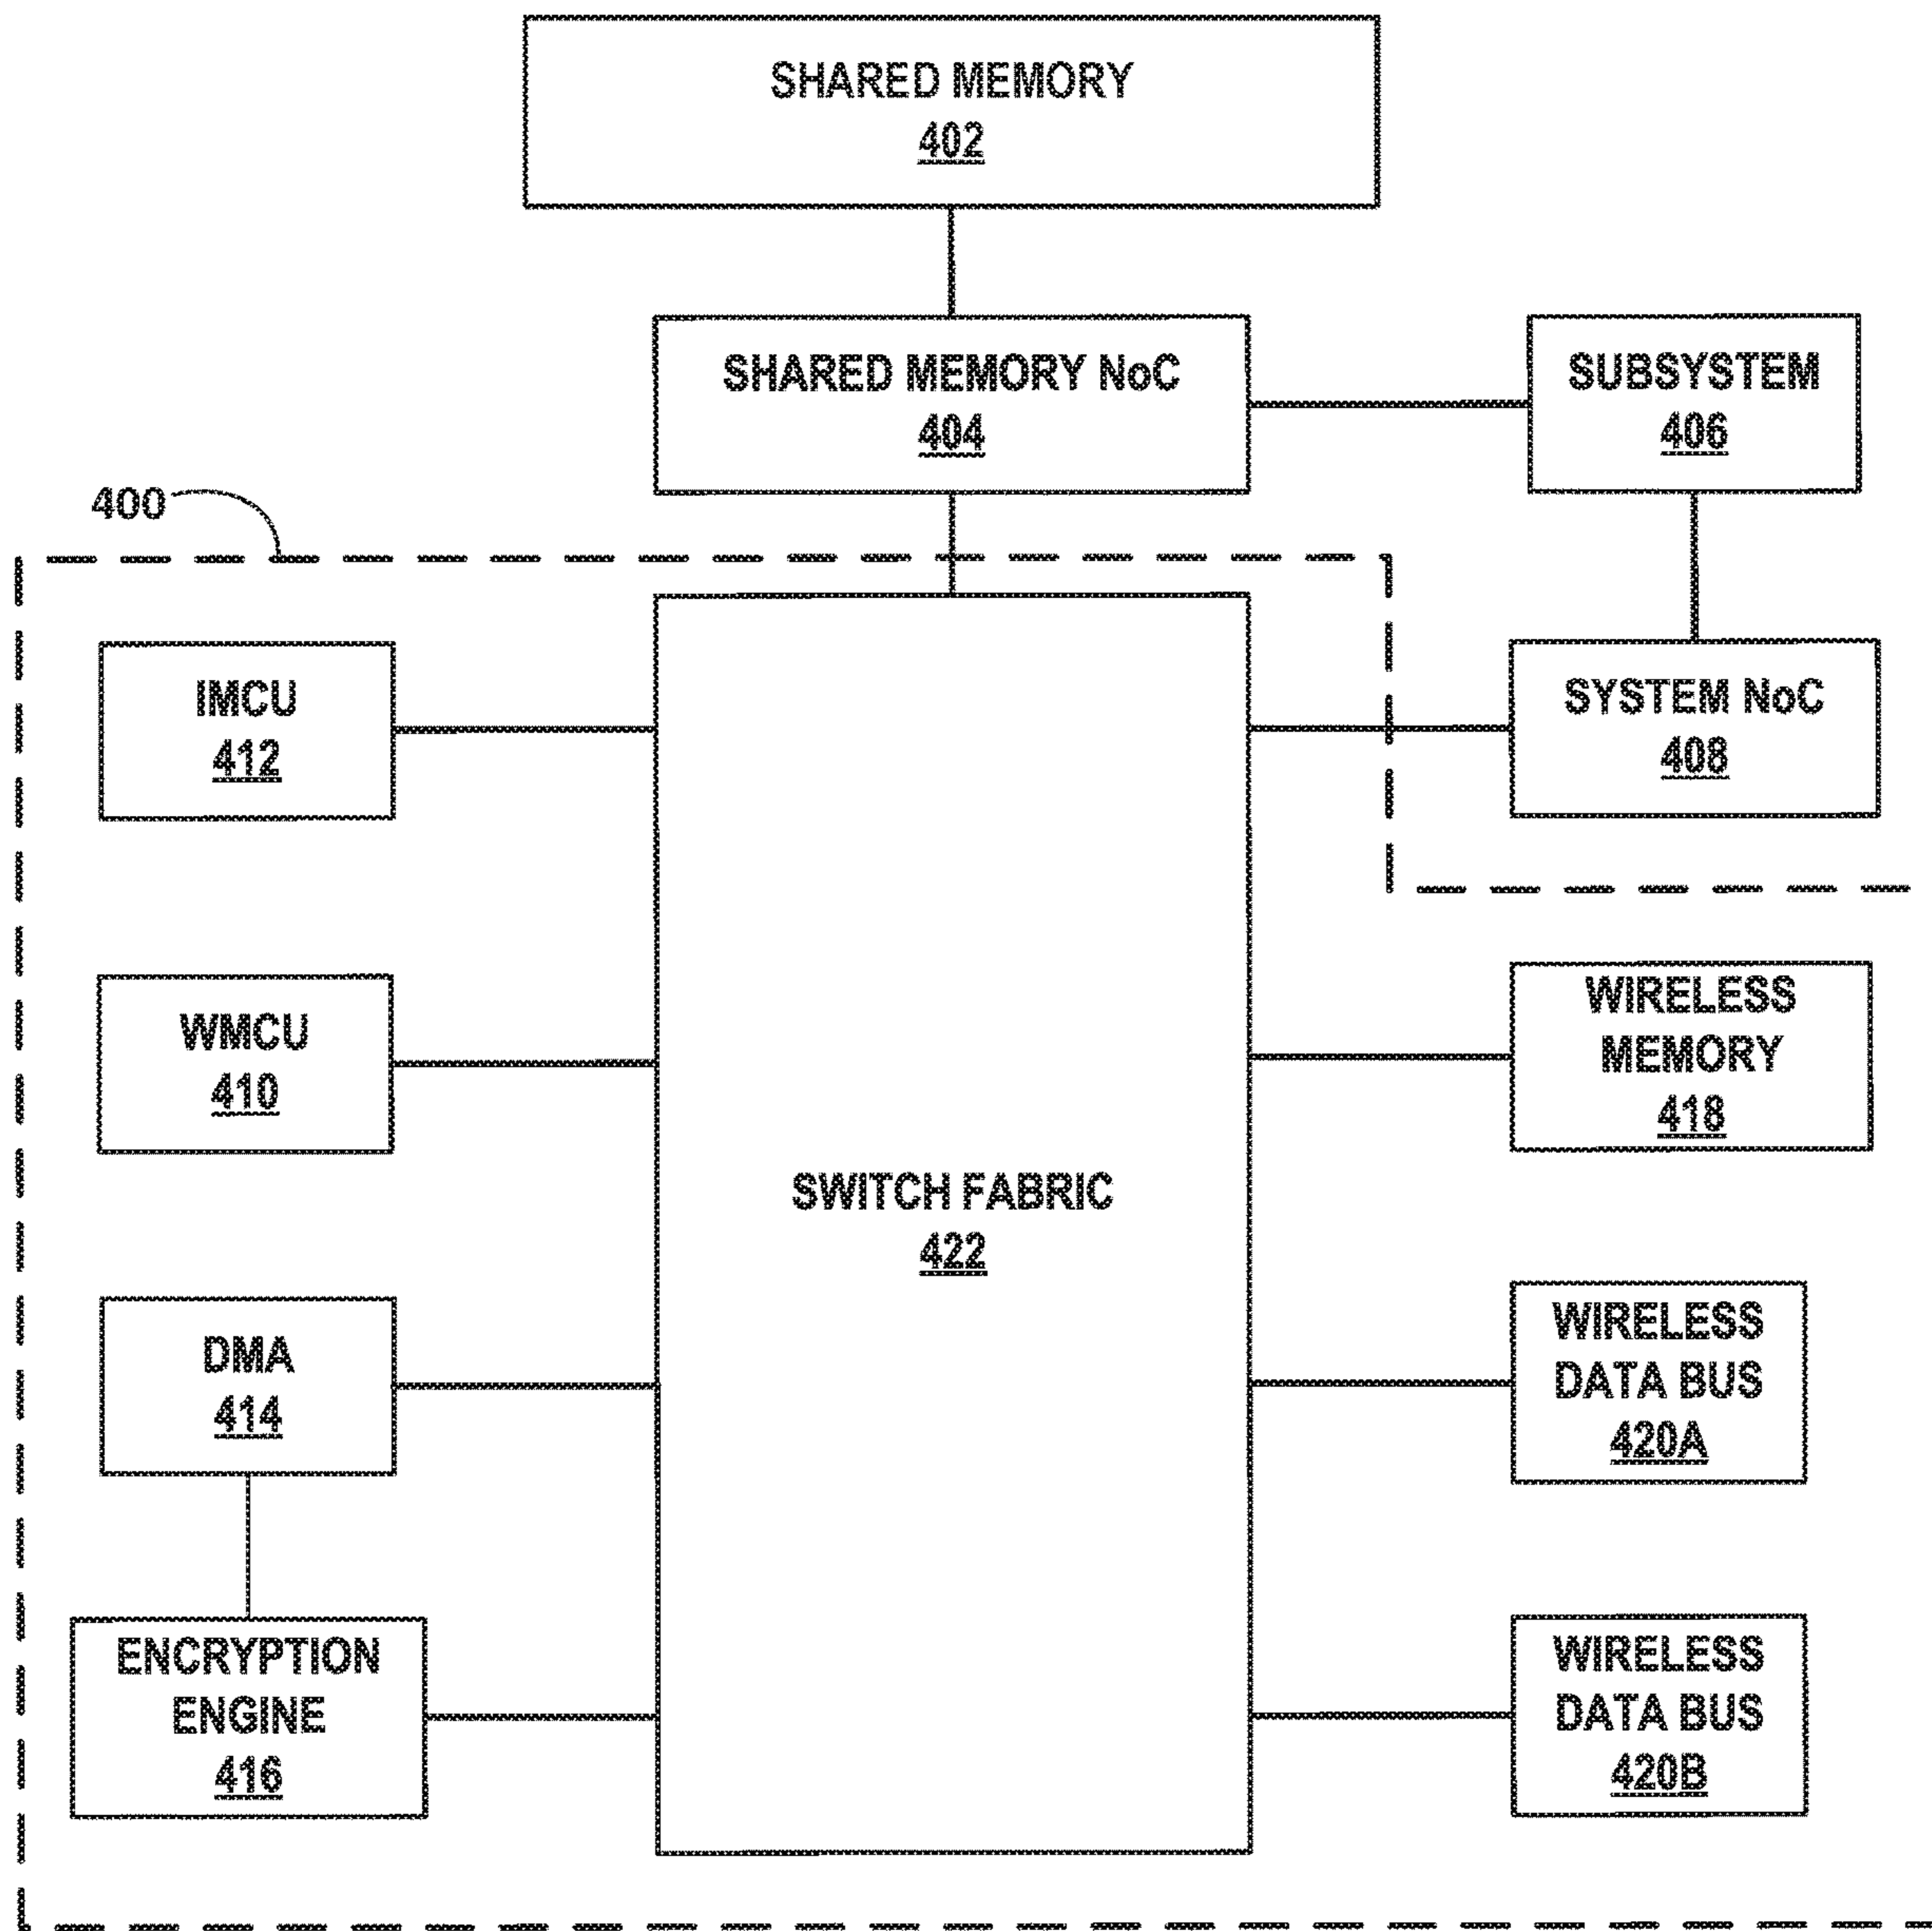 SHARED MEMORY
402
SHARED MEMORY NoC
404
SUBSYSTEM
406
400
IMCU
412
SYSTEM NoC
408
WMCU
410
WIRELESS
MEMORY
418
SWITCH FABRIC
422
DMA
414
WIRELESS
DATA BUS
420A
ENCRYPTION
ENGINE
416
WIRELESS
DATA BUS
420B